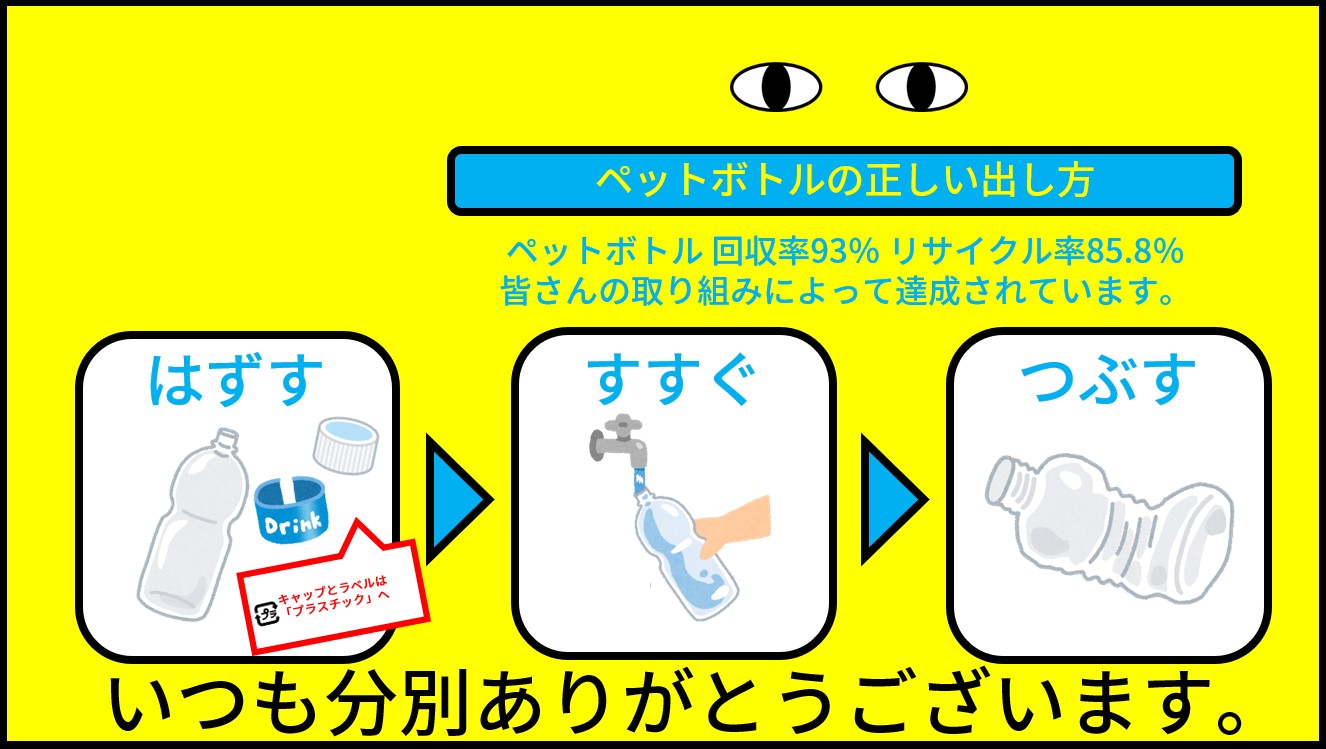 ペットボトルの正しい出し方
ペットボトル 回収率93% リサイクル率85.8%
皆さんの取り組みによって達成されています。
はずす
Drink
プラ
キャップとラベルは
「プラスチック」へ
すすぐ
つぶす
いつも分別ありがとうございます。